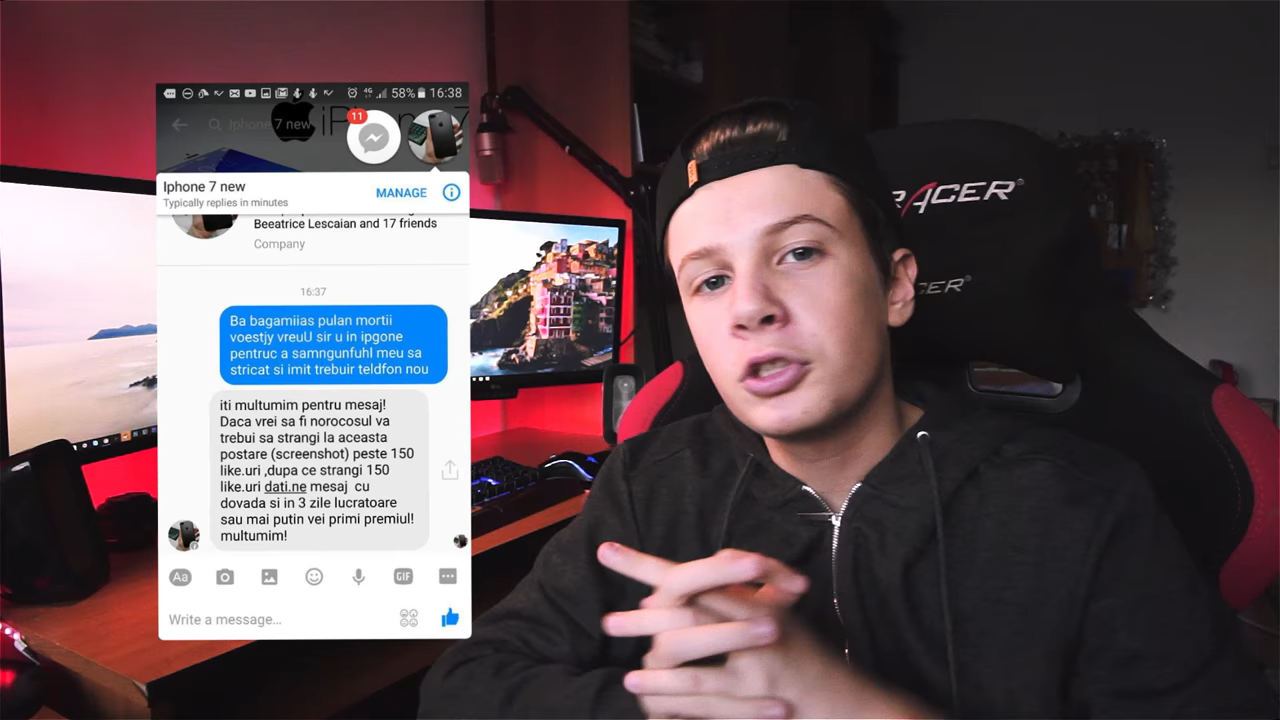 58% 16:38
Iphone 7 new
11
Iphone 7 new
Typically replies in minutes
MANAGE
Beeatrice Lescaian and 17 friends
Company
16:37
Ba bagamiias pulan mortii
voestjy vreuU sir u in ipgone
pentruc a samngunfuhl meu sa
stricat si imit trebuir teldfon nou
iti multumim pentru mesaj!
Daca vrei sa fi norocosul va
trebui sa strangi la aceasta
postare (screenshot) peste 150
like.uri ,dupa ce strangi 150
like.uri dati.ne mesaj cu
dovada si in 3 zile lucratoare
sau mai putin vei primi premiul!
multumim!
Aa
GIF
Write a message...
RACER
CER